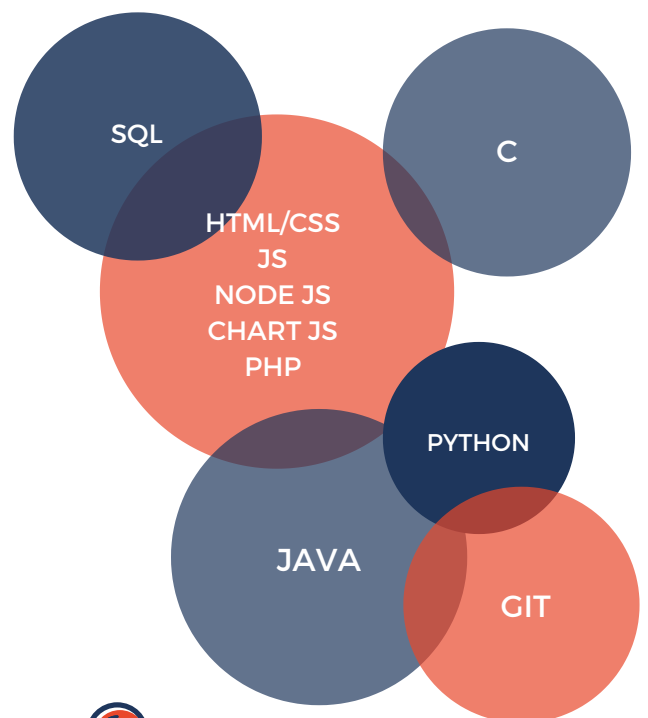 SQL
C
HTML/CSS
JS
NODE JS
CHART JS
PHP
PYTHON
JAVA
GIT